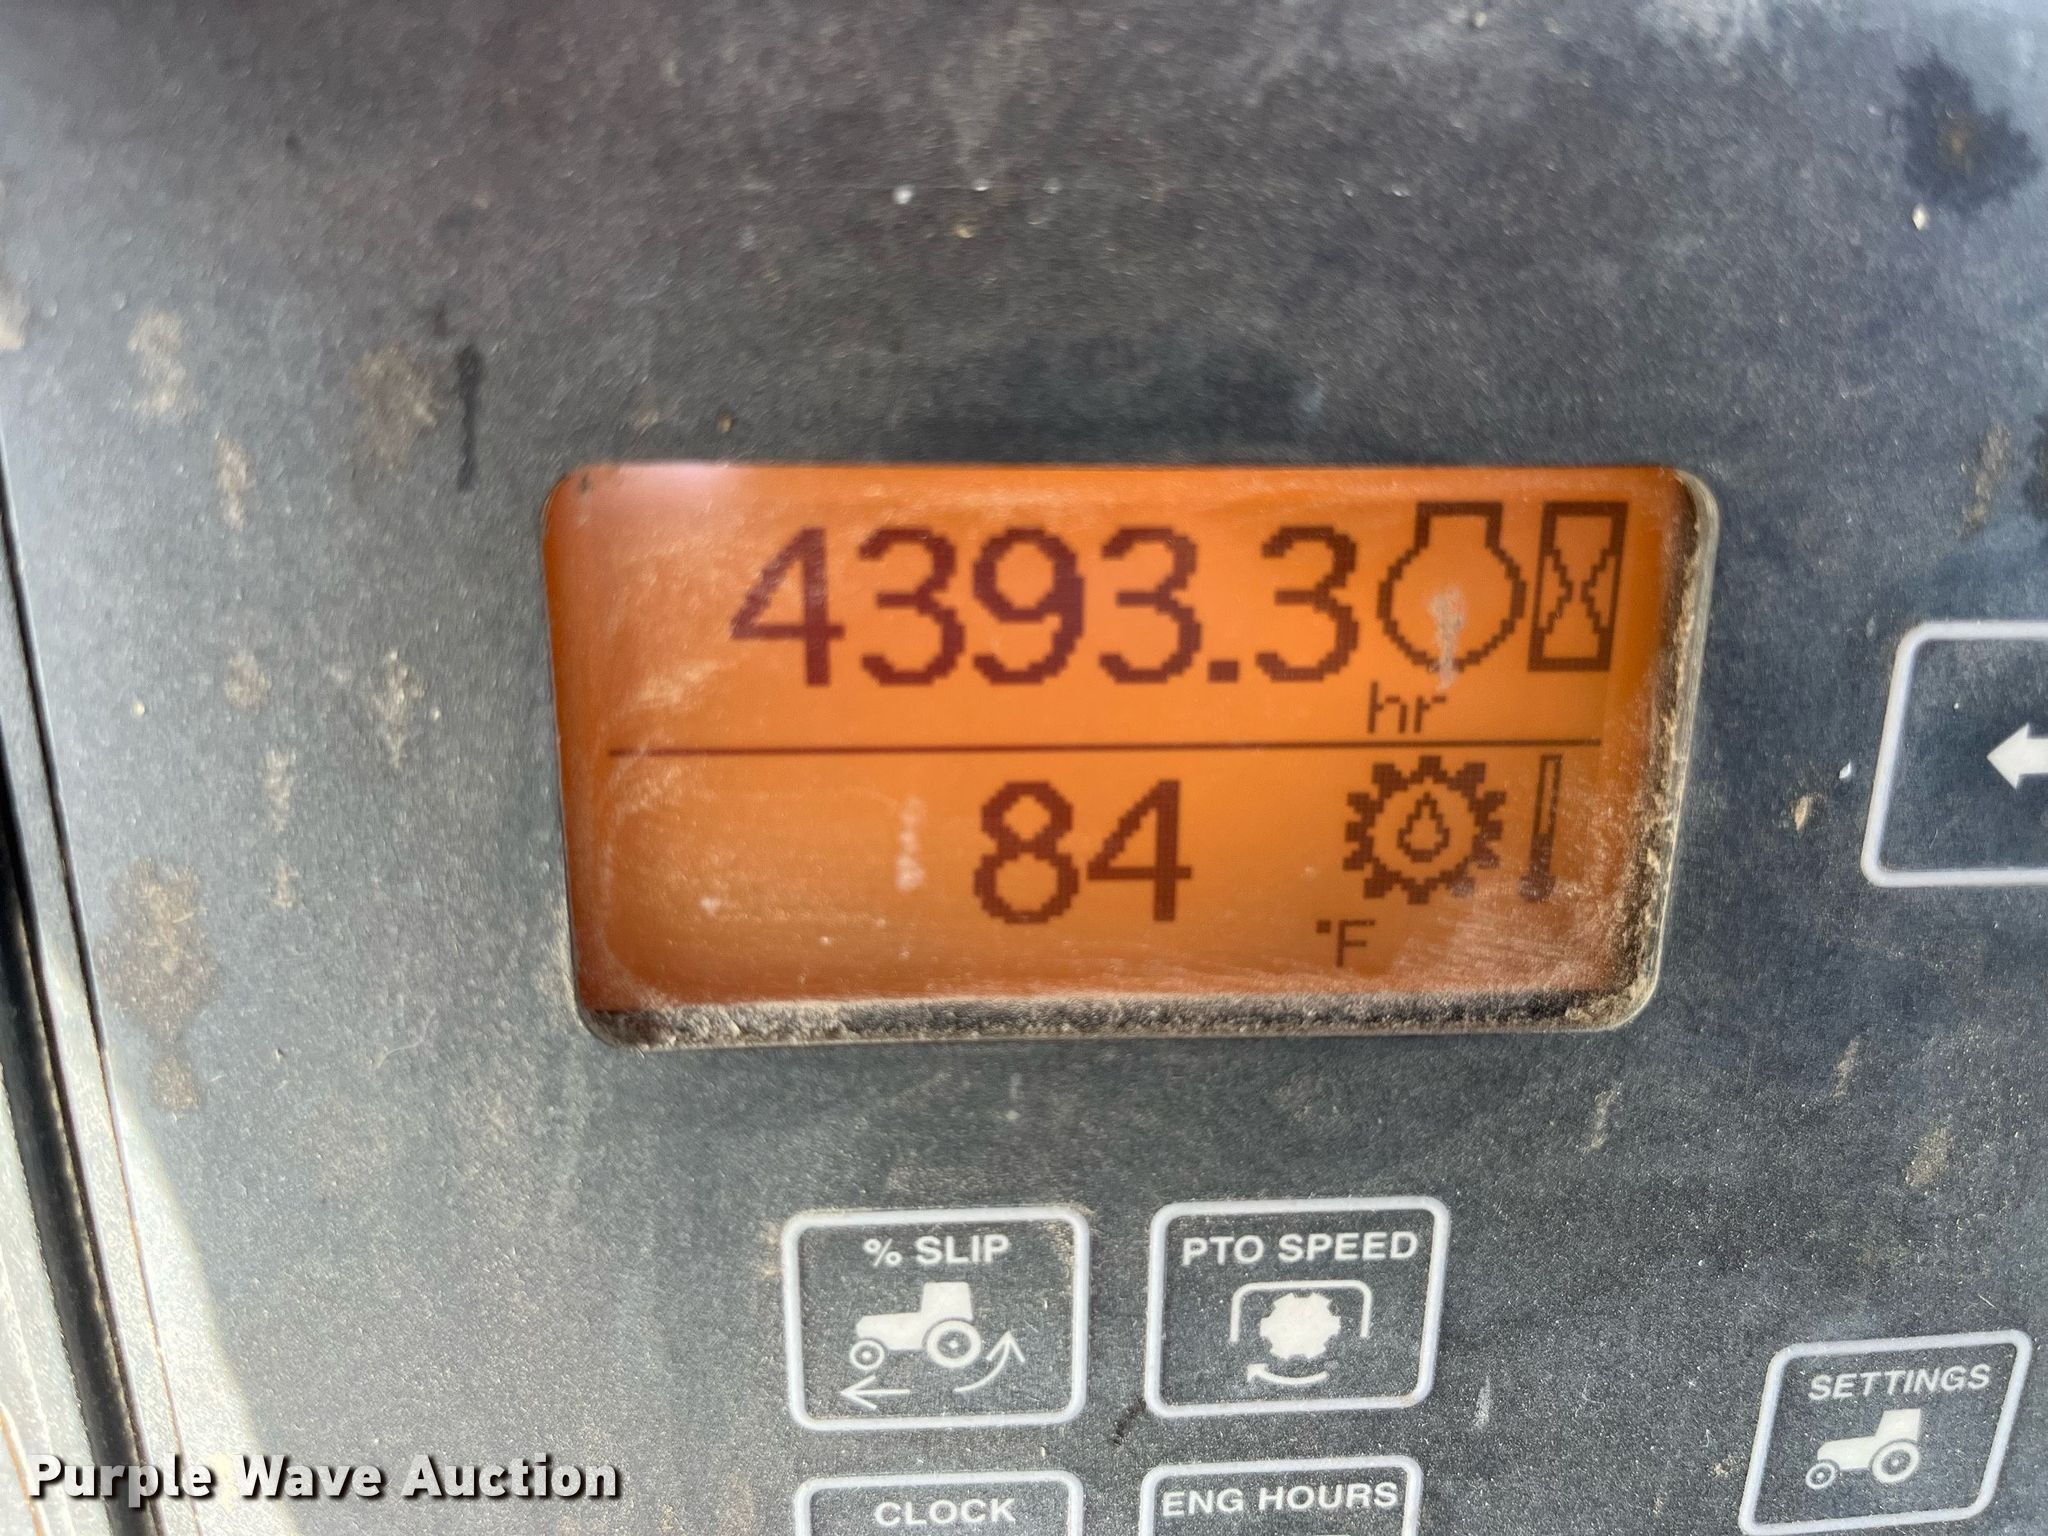 4393.3
hr
84
°F
% SLIP
PTO SPEED
SETTINGS
CLOCK
ENG HOURS
Purple Wave Auction